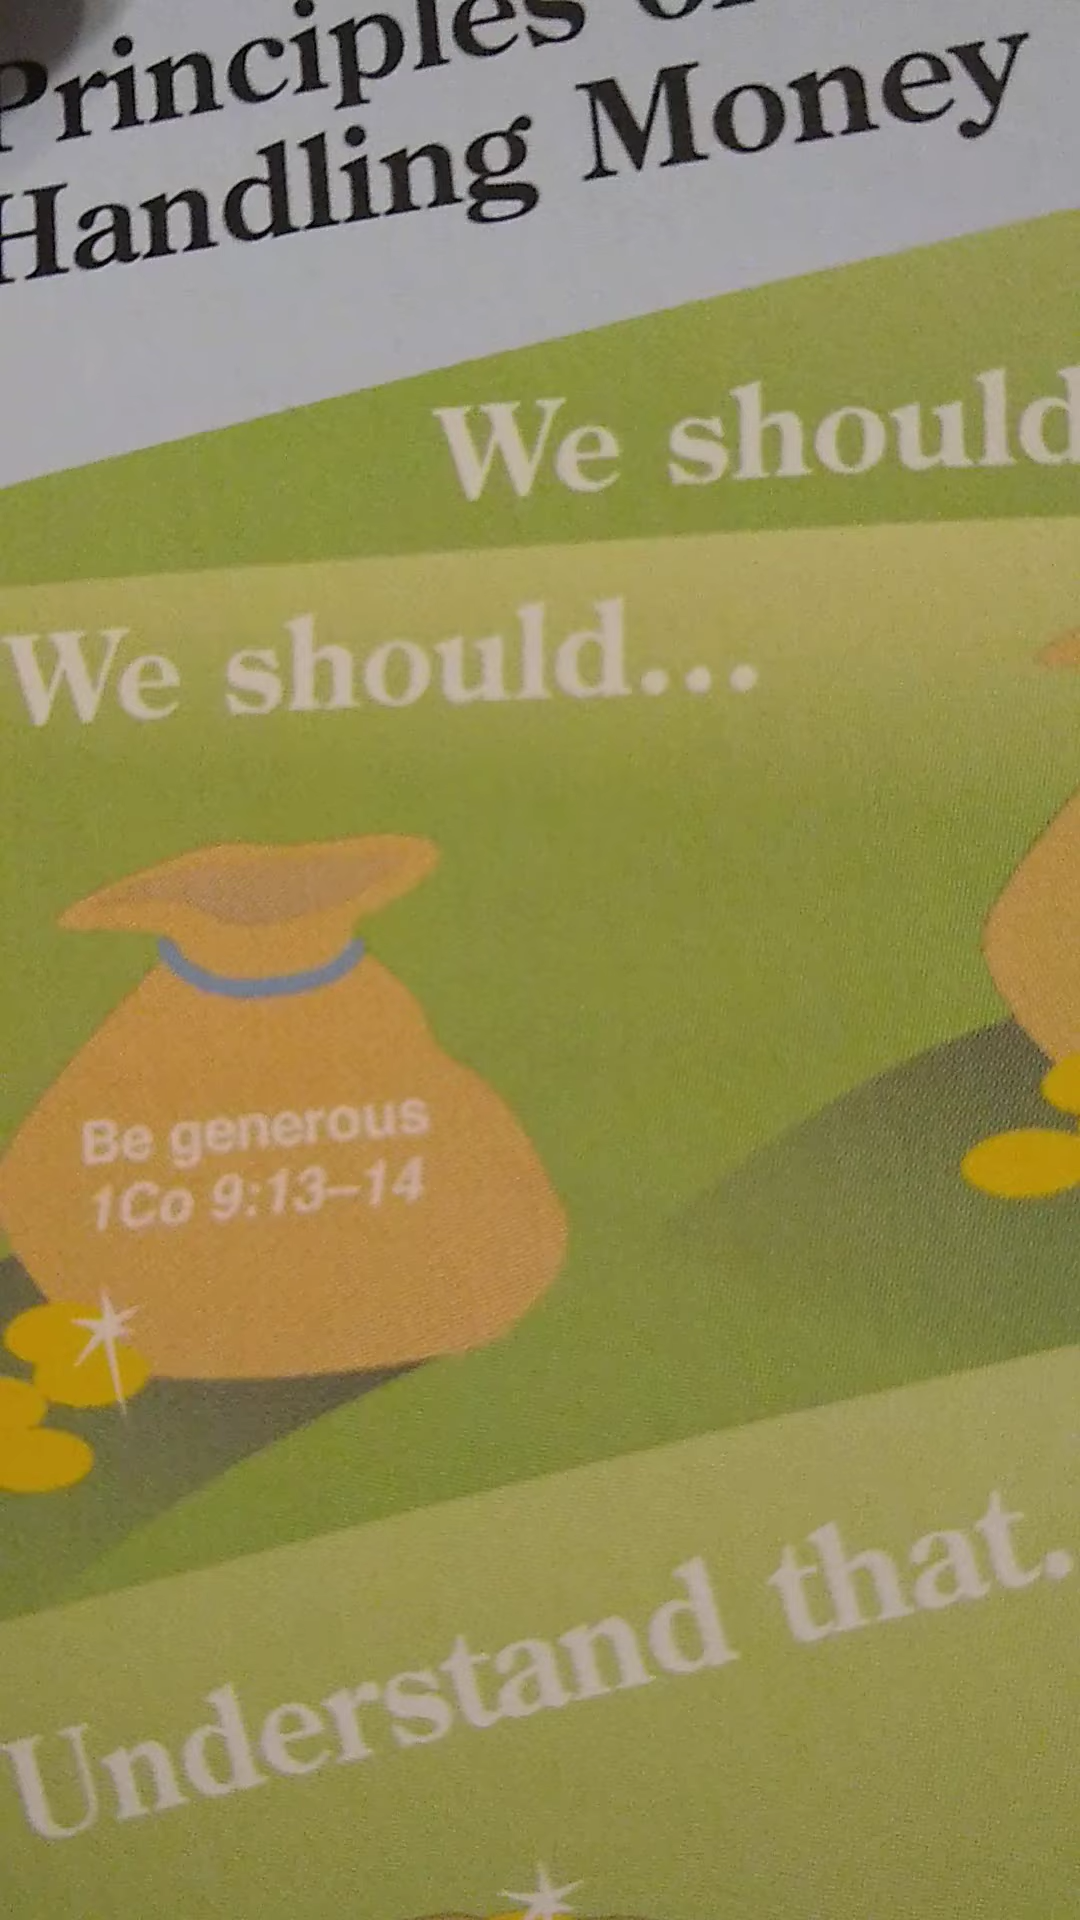 Principles
Handling Money
We should
We should...
Be generous
1Co 9:13–14
Understand that.